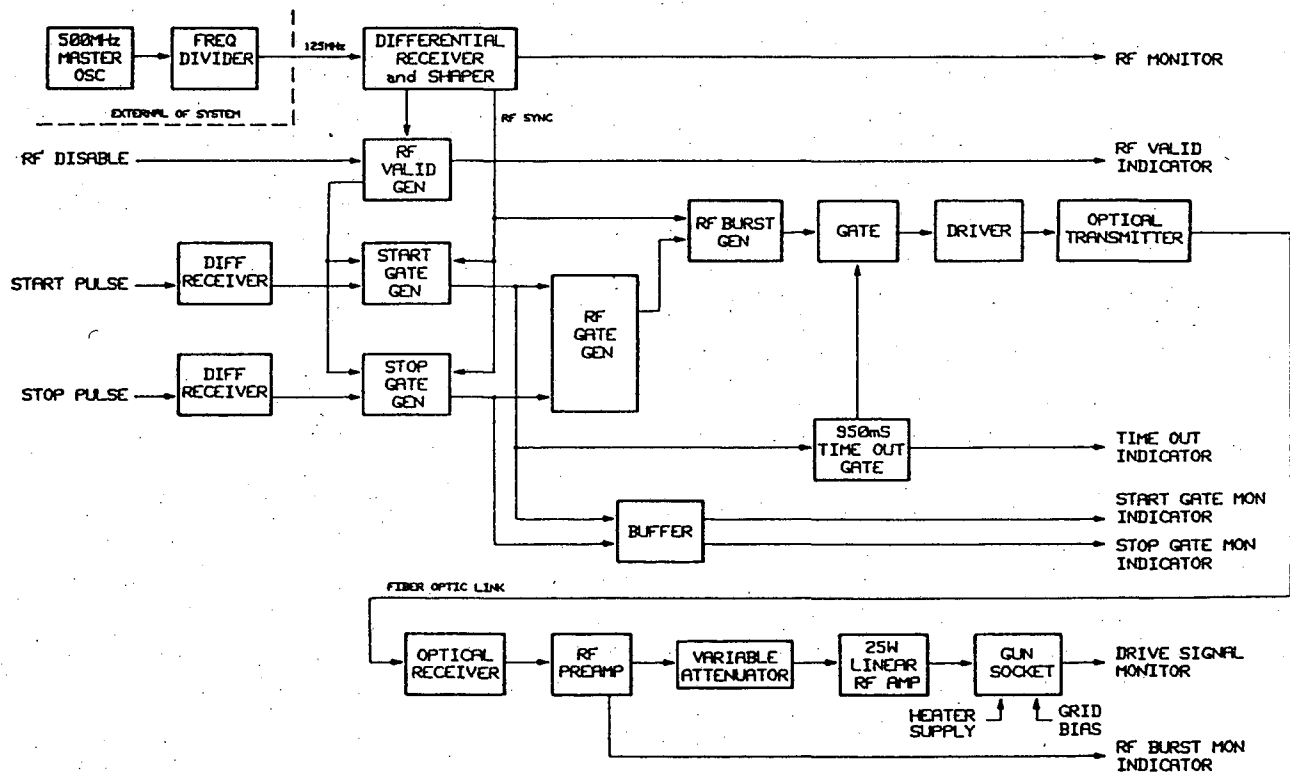 500MHz
MASTER
OSC
FREQ
DIVIDER
125MHz
DIFFERENTIAL
RECEIVER
and SHAPER
RF MONITOR
EXTERNAL OF SYSTEM
RF SYNC
RF DISABLE
RF
VALID
GEN
RF VALID
INDICATOR
RF BURST
GEN
GATE
DRIVER
OPTICAL
TRANSMITTER
START PULSE
DIFF
RECEIVER
START
GATE
GEN
RF
GATE
GEN
STOP PULSE
DIFF
RECEIVER
STOP
GATE
GEN
950mS
TIME OUT
GATE
TIME OUT
INDICATOR
BUFFER
START GATE MON
INDICATOR
STOP GATE MON
INDICATOR
FIBER OPTIC LINK
OPTICAL
RECEIVER
RF
PREAMP
VARIABLE
ATTENUATOR
25W
LINEAR
RF AMP
GUN
SOCKET
DRIVE SIGNAL
MONITOR
HEATER
SUPPLY
GRID
BIAS
RF BURST MON
INDICATOR